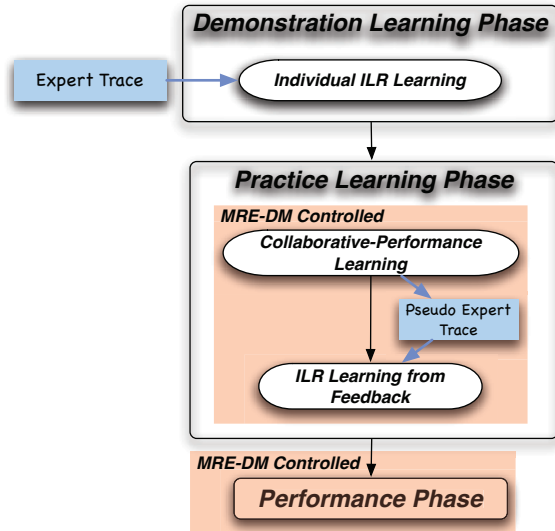 Demonstration Learning Phase
Expert Trace
Individual ILR Learning
Practice Learning Phase
MRE-DM Controlled
Collaborative-Performance
Learning
Pseudo Expert
Trace
ILR Learning from
Feedback
MRE-DM Controlled
Performance Phase